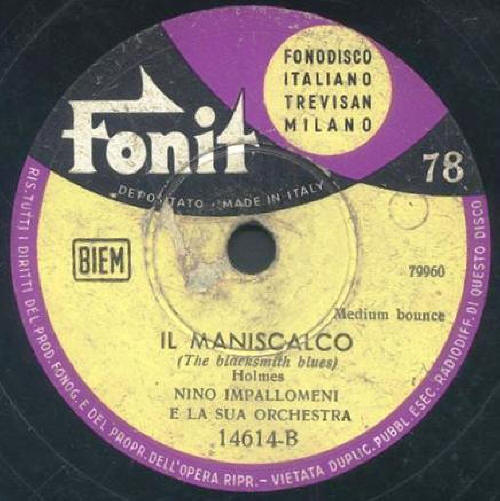 FONODISCO
ITALIANO
TREVISAN
MILANO
Fonit
78
DEPOSITATO · MADE IN ITALY
BIEM
79960
Medium bounce
IL MANISCALCO
(The blacksmith blues)
Holmes
NINO IMPALLOMENI
E LA SUA ORCHESTRA
14614-B
RIS. TUTTI I DIRITTI DEL PROD. FONOG. E DEL PROPR. DELL'OPERA RIPR. - VIETATA DUPLIC. PUBBL. ESEC. RADIODIFF. DI QUESTO DISCO